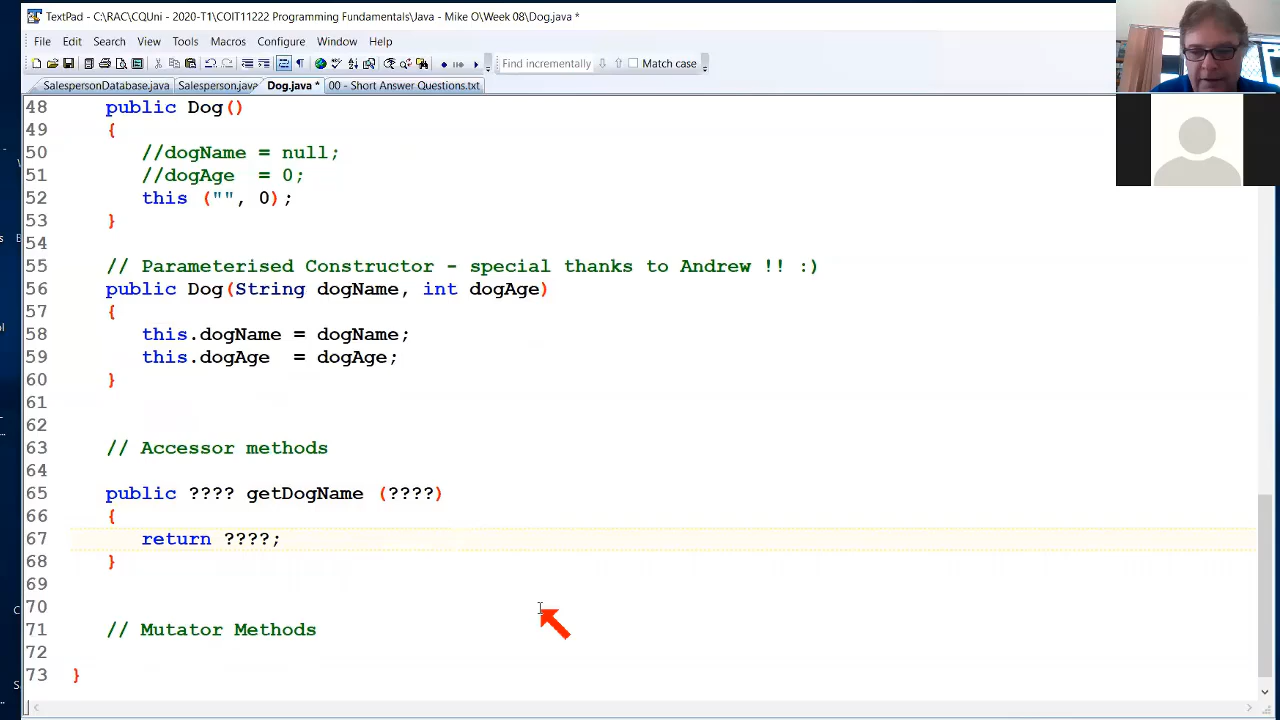 TextPad - C:\RAC\CQUni - 2020-T1\COIT11222 Programming Fundamentals\Java - Mike O\Week 08\Dog.java *
File Edit Search View Tools Macros Configure Window Help
Find incrementally Match case
SalespersonDatabase.java Salesperson.java Dog.java * 00 - Short Answer Questions.txt
48 public Dog()
49 {
50 //dogName = null;
51 //dogAge  = 0;
52 this ("", 0);
53 }
54
55 // Parameterised Constructor - special thanks to Andrew !! :)
56 public Dog(String dogName, int dogAge)
57 {
58 this.dogName = dogName;
59 this.dogAge  = dogAge;
60 }
61
62
63 // Accessor methods
64
65 public ???? getDogName (????)
66 {
67 return ????;
68 }
69
70
71 // Mutator Methods
72
73 }